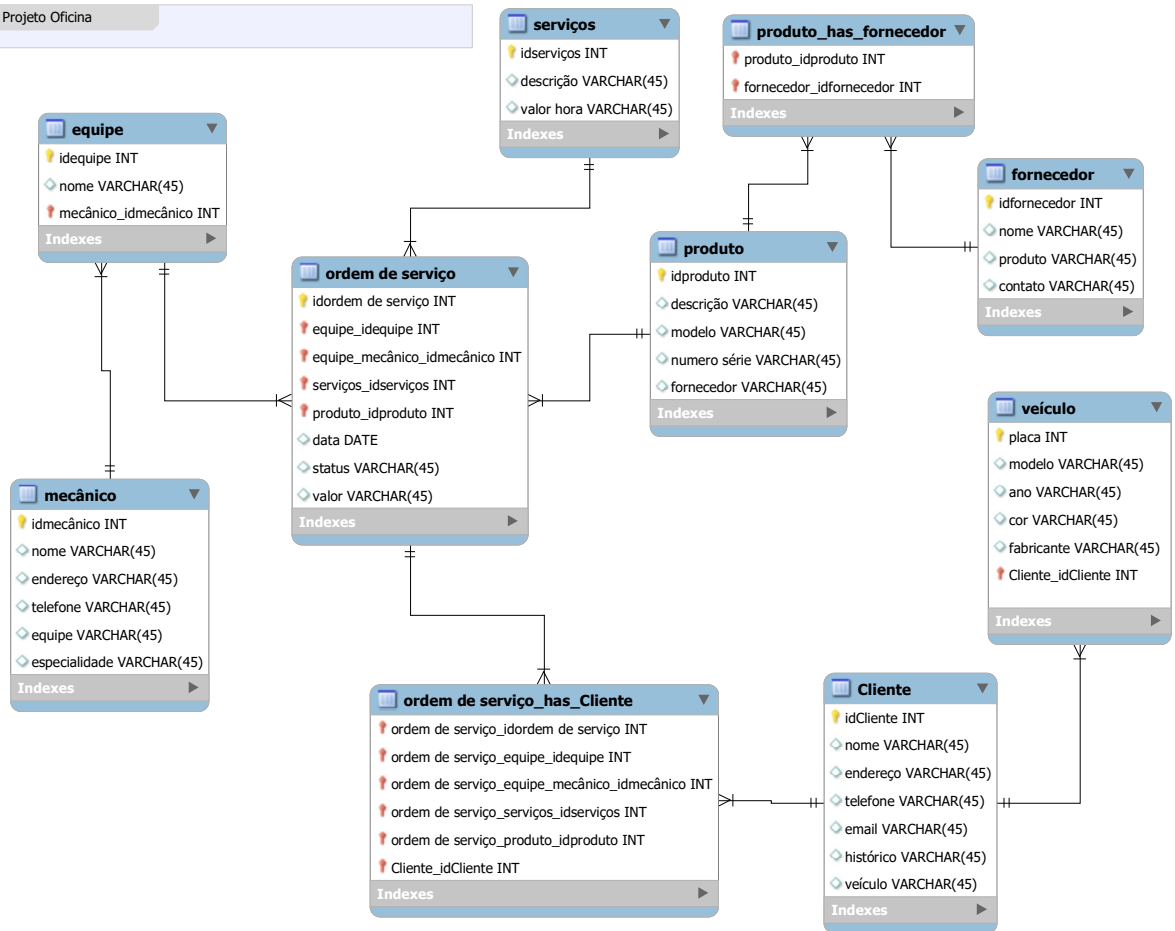 Projeto Oficina
serviços
idserviços INT
descrição VARCHAR(45)
valor hora VARCHAR(45)
Indexes
produto_has_fornecedor
produto_idproduto INT
fornecedor_idfornecedor INT
Indexes
equipe
idequipe INT
nome VARCHAR(45)
mecânico_idmecânico INT
Indexes
fornecedor
idfornecedor INT
nome VARCHAR(45)
produto VARCHAR(45)
contato VARCHAR(45)
Indexes
ordem de serviço
idordem de serviço INT
equipe_idequipe INT
equipe_mecânico_idmecânico INT
serviços_idserviços INT
produto_idproduto INT
data DATE
status VARCHAR(45)
valor VARCHAR(45)
Indexes
produto
idproduto INT
descrição VARCHAR(45)
modelo VARCHAR(45)
numero série VARCHAR(45)
fornecedor VARCHAR(45)
Indexes
veículo
placa INT
modelo VARCHAR(45)
ano VARCHAR(45)
cor VARCHAR(45)
fabricante VARCHAR(45)
Cliente_idCliente INT
Indexes
mecânico
idmecânico INT
nome VARCHAR(45)
endereço VARCHAR(45)
telefone VARCHAR(45)
equipe VARCHAR(45)
especialidade VARCHAR(45)
Indexes
ordem de serviço_has_Cliente
ordem de serviço_idordem de serviço INT
ordem de serviço_equipe_idequipe INT
ordem de serviço_equipe_mecânico_idmecânico INT
ordem de serviço_serviços_idserviços INT
ordem de serviço_produto_idproduto INT
Cliente_idCliente INT
Indexes
Cliente
idCliente INT
nome VARCHAR(45)
endereço VARCHAR(45)
telefone VARCHAR(45)
email VARCHAR(45)
histórico VARCHAR(45)
veículo VARCHAR(45)
Indexes